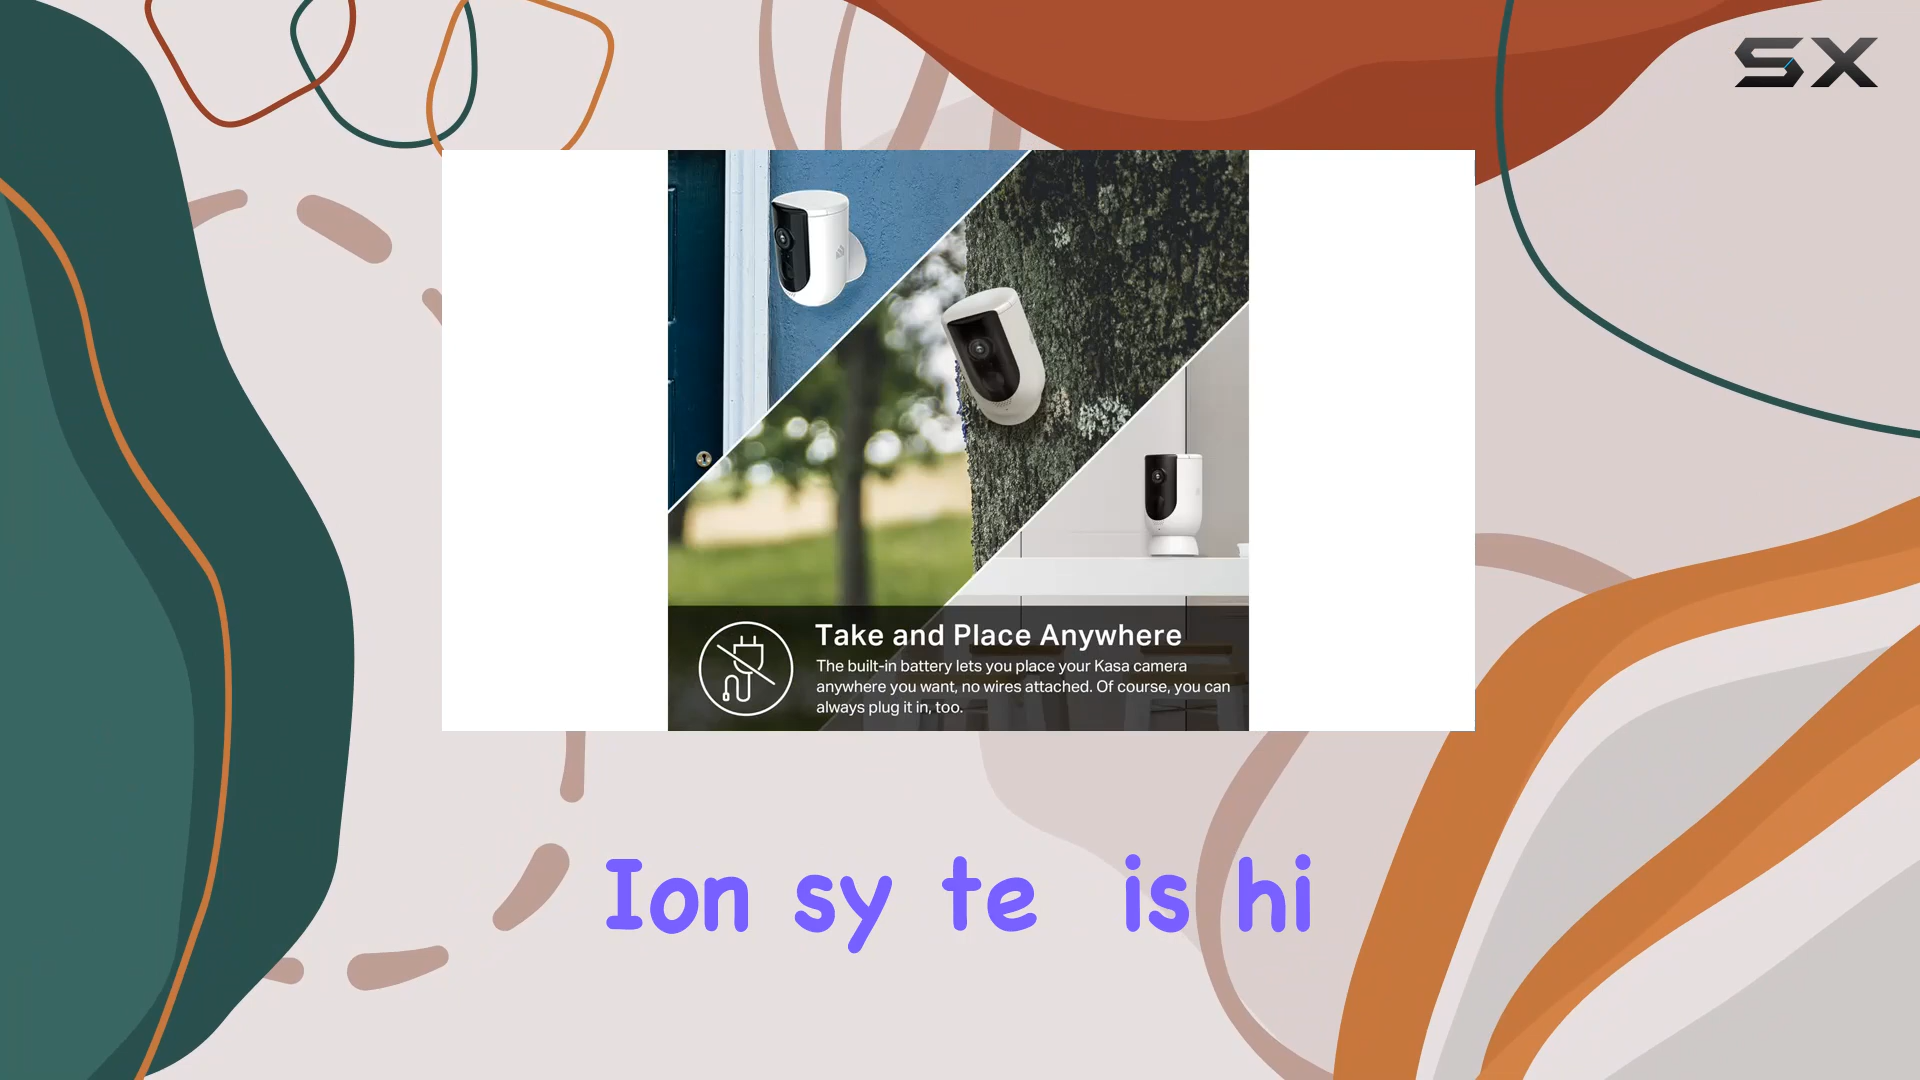 SX
Take and Place Anywhere
The built-in battery lets you place your Kasa camera
anywhere you want, no wires attached. Of course, you can
always plug it in, too.
Ion sy te is hi